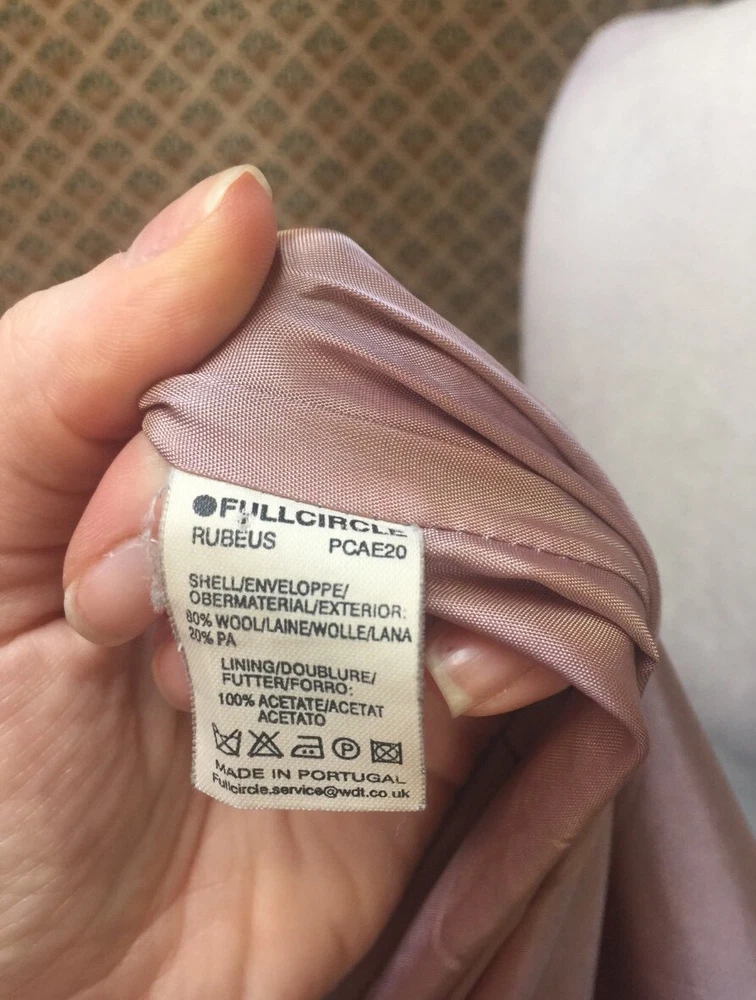 FULLCIRCLE
RUBEUS PCAE20
SHELL/ENVELOPPE/
OBERMATERIAL/EXTERIOR:
80% WOOL/LAINE/WOLLE/LANA
20% PA
LINING/DOUBLURE/
FUTTER/FORRO:
100% ACETATE/ACETAT
ACETATO
P
MADE IN PORTUGAL
Fullcircle.service@wdt.co.uk